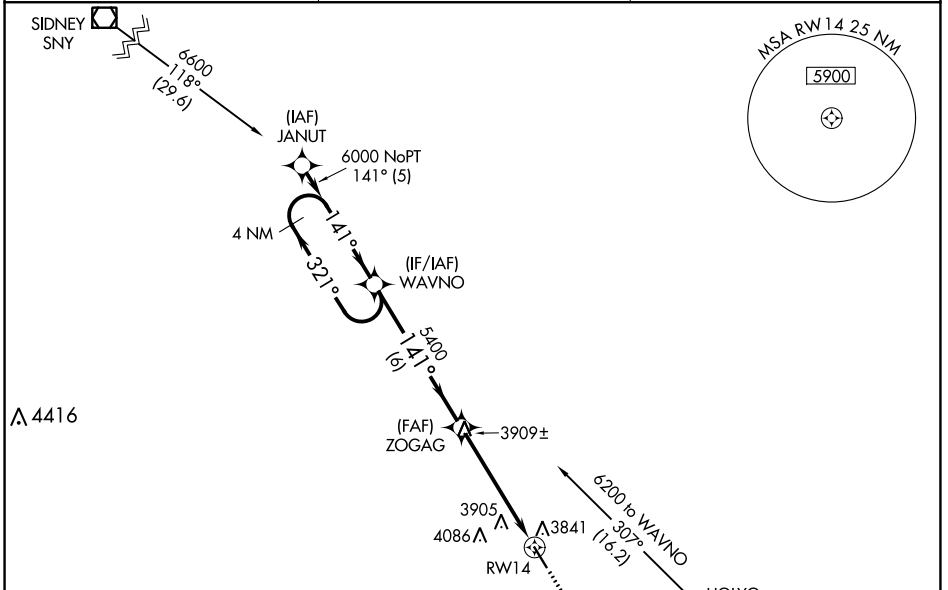 SIDNEY
SNY
6600
118°
(29.6)
MSA RW14 25 NM
5900
(IAF)
JANUT
6000 NoPT
141° (5)
4 NM
141°
321°
(IF/IAF)
WAVNO
5400
141°
(6)
4416
(FAF)
ZOGAG
3909±
3905
4086
3841
RW14
6200 to WAVNO
307°
(16.2)